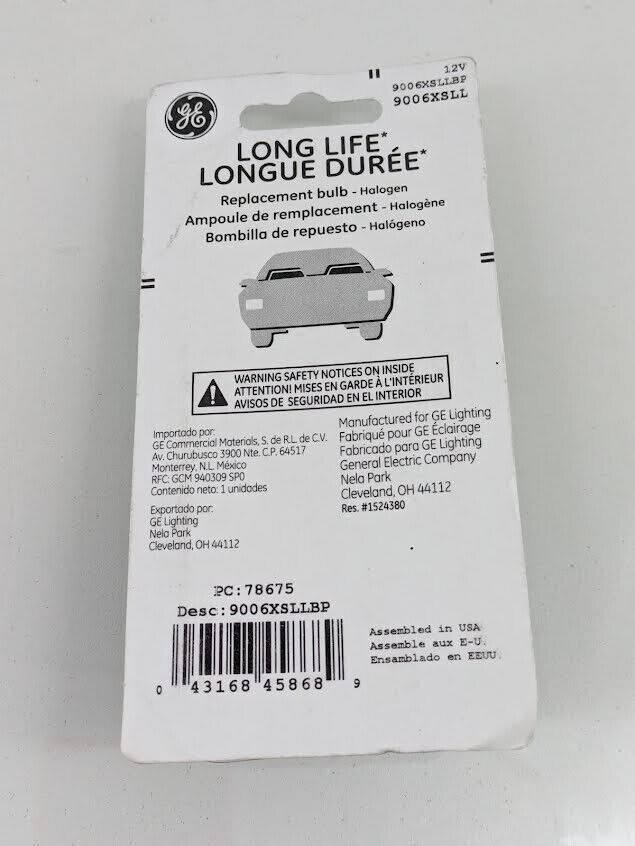 12V
9006XSLLBP
9006XSLL
GE
LONG LIFE*
LONGUE DURÉE*
Replacement bulb - Halogen
Ampoule de remplacement - Halogène
Bombilla de repuesto - Halógeno
WARNING SAFETY NOTICES ON INSIDE
ATTENTION! MISES EN GARDE À L'INTÉRIEUR
AVISOS DE SEGURIDAD EN EL INTERIOR
Importado por:
GE Commercial Materials, S. de R.L. de C.V.
Av. Churubusco 3900 Nte. C.P. 64517
Monterrey, N.L. México
RFC: GCM 940309 SP0
Contenido neto: 1 unidades
Exportado por:
GE Lighting
Nela Park
Cleveland, OH 44112
Manufactured for GE Lighting
Fabriqué pour GE Éclairage
Fabricado para GE Lighting
General Electric Company
Nela Park
Cleveland, OH 44112
Res. #1524380
PC:78675
Desc:9006XSLLBP
0 43168 45868 9
Assembled in USA
Assemble aux E-U.
Ensamblado en EEUU.